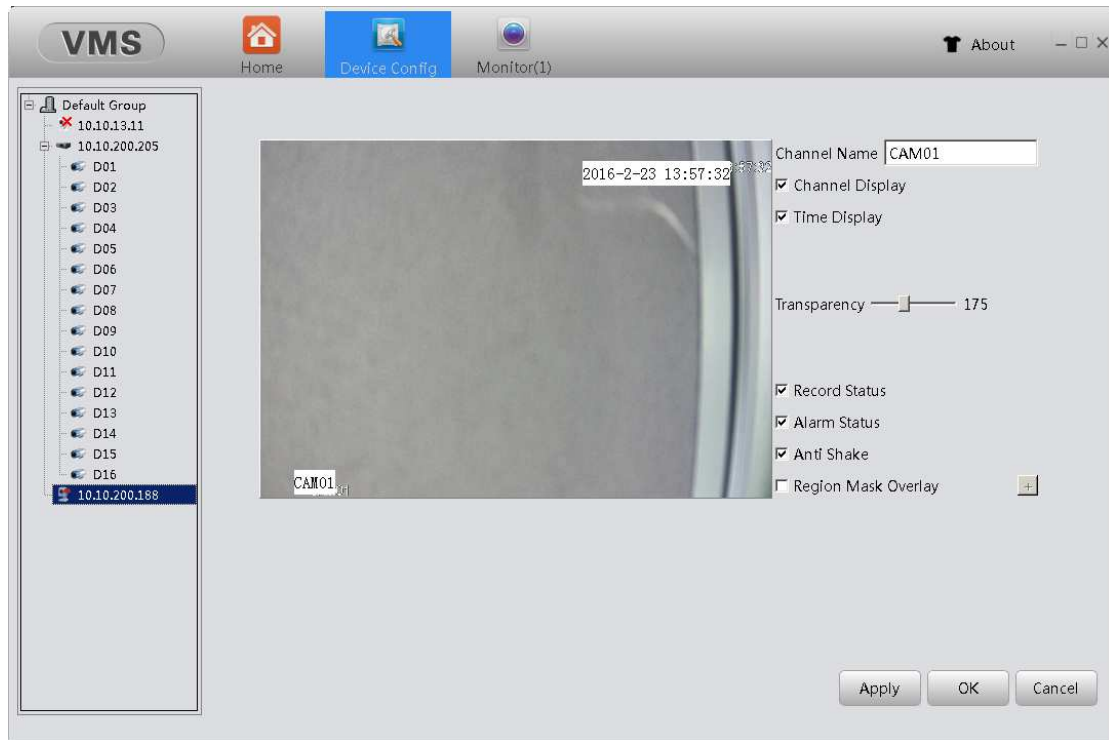 VMS
Home
Device Config
Monitor(1)
About
Default Group
10.10.13.11
10.10.200.205
D01
D02
D03
D04
D05
D06
D07
D08
D09
D10
D11
D12
D13
D14
D15
D16
10.10.200.188
2016-2-23 13:57:32
CAM01
Channel Name CAM01
Channel Display
Time Display
Transparency 175
Record Status
Alarm Status
Anti Shake
Region Mask Overlay +
Apply OK Cancel